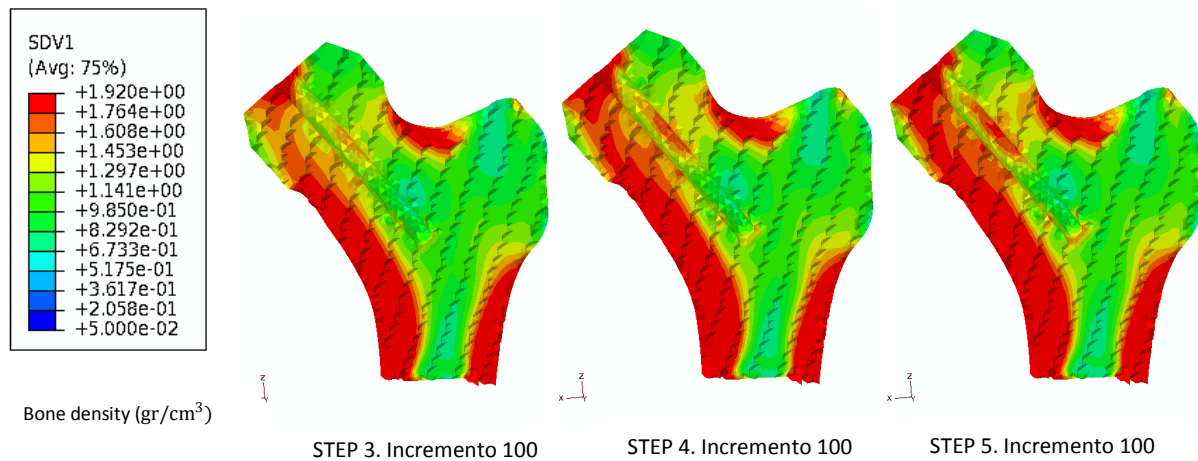 SDV1
(Avg: 75%)
+1.920e+00
+1.764e+00
+1.608e+00
+1.453e+00
+1.297e+00
+1.141e+00
+9.850e-01
+8.292e-01
+6.733e-01
+5.175e-01
+3.617e-01
+2.058e-01
+5.000e-02
Bone density (gr/cm³)
Z
Y
Z
X Y
Z
X Y
STEP 3. Incremento 100
STEP 4. Incremento 100
STEP 5. Incremento 100